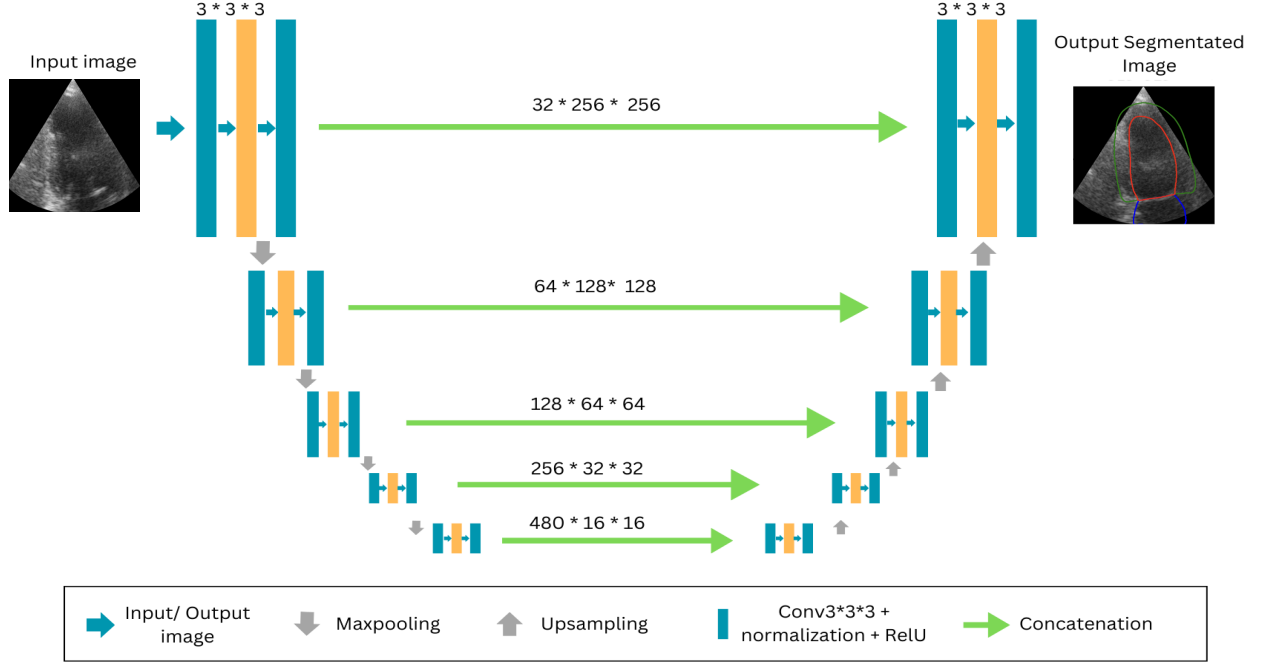 3 * 3 * 3
3 * 3 * 3
Input image
Output Segmentated
Image
32 * 256 *  256
64 * 128*  128
128 * 64 * 64
256 * 32 * 32
480 * 16 * 16
Input/ Output
image
Maxpooling
Upsampling
Conv3*3*3 +
normalization + RelU
Concatenation